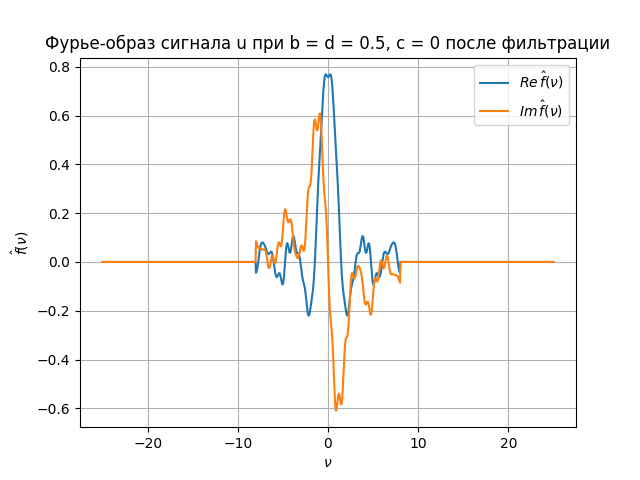 Фурье-образ сигнала u при b = d = 0.5, c = 0 после фильтрации
Re f̂(ν)
Im f̂(ν)
f̂(ν)
0.8
0.6
0.4
0.2
0.0
−0.2
−0.4
−0.6
−20 −10 0 10 20
ν